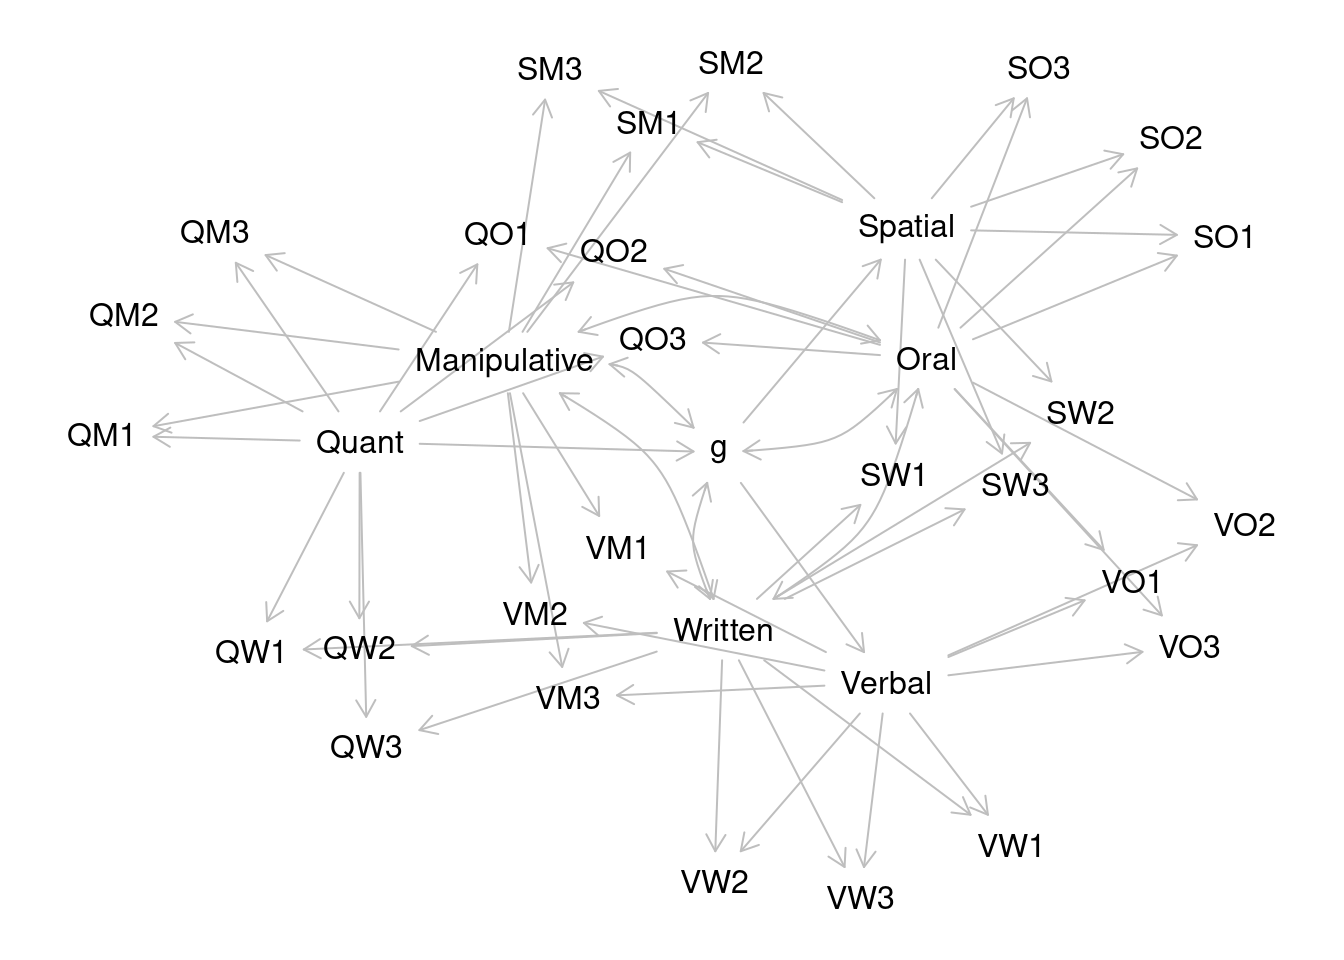 SM3
SM2
SO3
SM1
SO2
QM3
QO1
Spatial
SO1
QO2
QM2
QO3
Manipulative
Oral
SW2
QM1
Quant
g
SW1
SW3
VO2
VM1
VO1
VM2
Written
QW1
QW2
VO3
Verbal
VM3
QW3
VW1
VW2
VW3